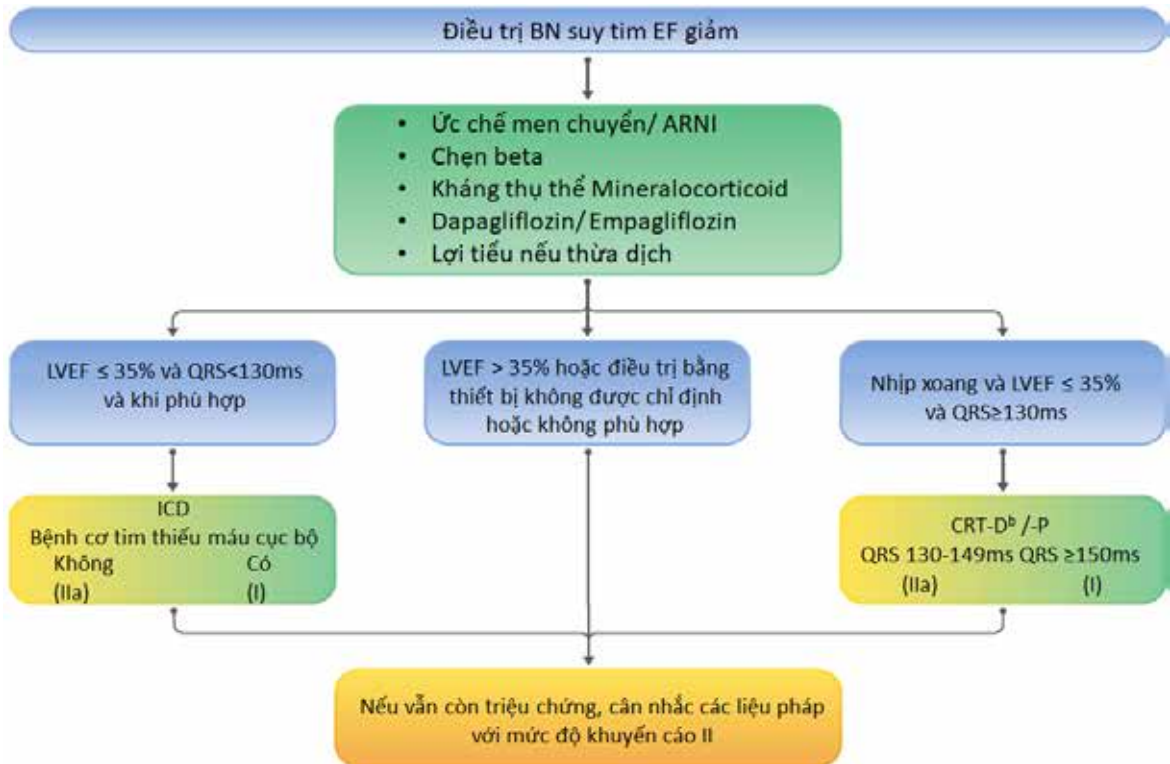 Điều trị BN suy tim EF giảm
• Ức chế men chuyển/ ARNI
• Chẹn beta
• Kháng thụ thể Mineralocorticoid
• Dapagliflozin/ Empagliflozin
• Lợi tiểu nếu thừa dịch
LVEF ≤ 35% và QRS<130ms
và khi phù hợp
LVEF > 35% hoặc điều trị bằng
thiết bị không được chỉ định
hoặc không phù hợp
Nhịp xoang và LVEF ≤ 35%
và QRS≥130ms
ICD
Bệnh cơ tim thiếu máu cục bộ
Không Có
(IIa) (I)
CRT-Dᵇ /-P
QRS 130-149ms QRS ≥150ms
(IIa) (I)
Nếu vẫn còn triệu chứng, cân nhắc các liệu pháp
với mức độ khuyến cáo II